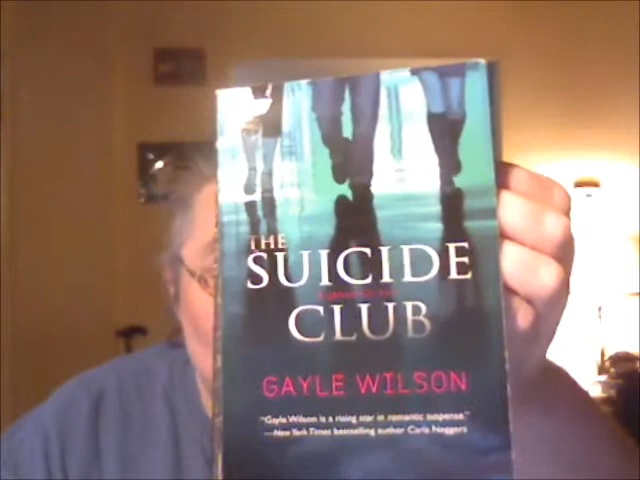 THE
SUICIDE
CLUB
GAYLE WILSON
"Gayle Wilson is a rising star in romantic suspense."
—New York Times bestselling author Carla Neggers